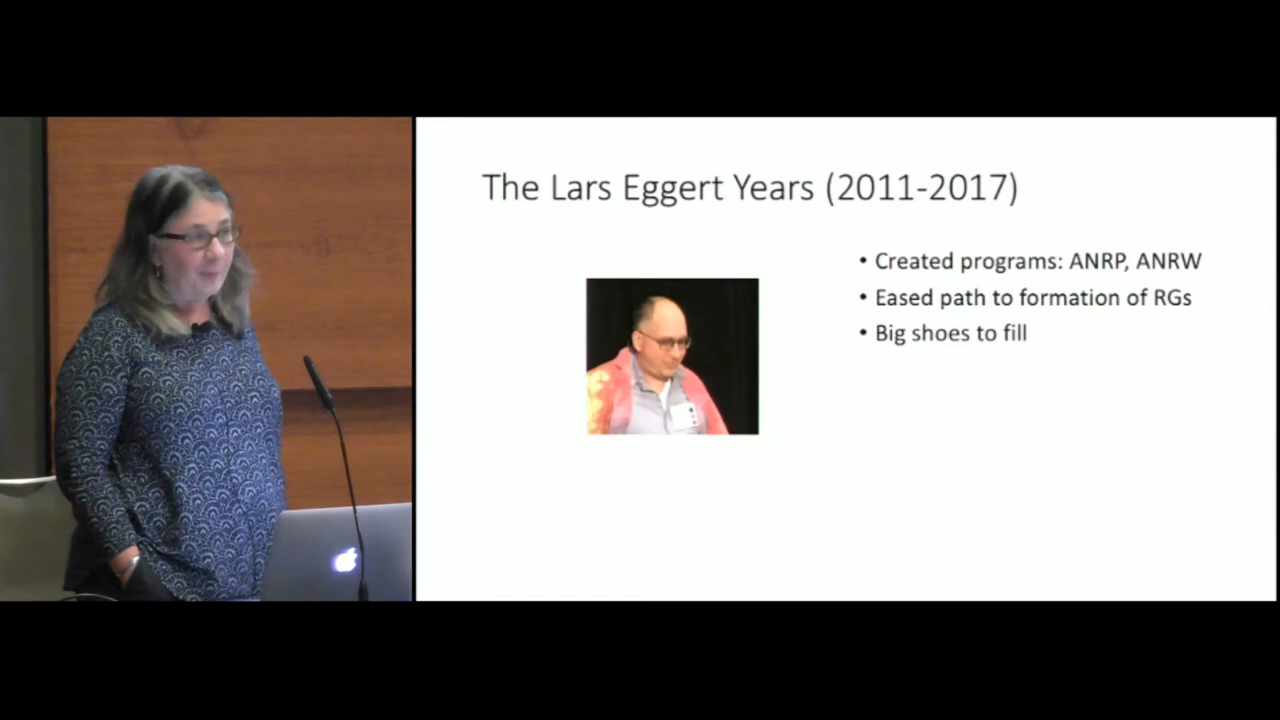 The Lars Eggert Years (2011-2017)
• Created programs: ANRP, ANRW
• Eased path to formation of RGs
• Big shoes to fill